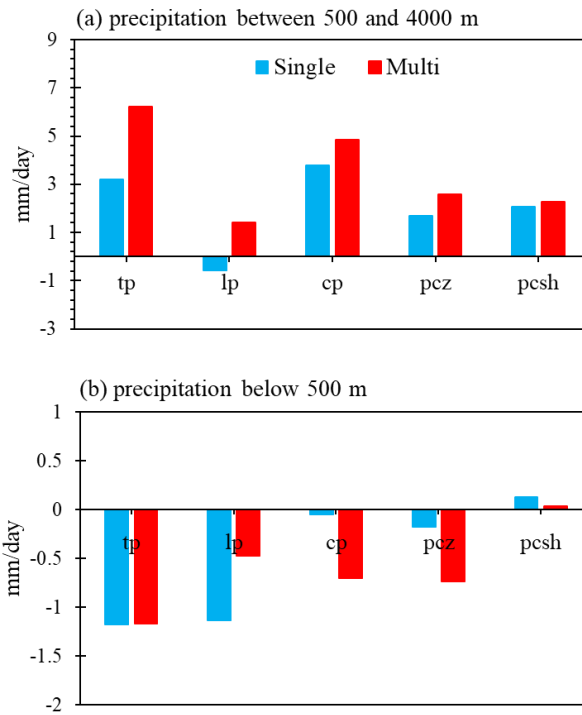 (a) precipitation between 500 and 4000 m
9
7
5
3
1
-1
-3
mm/day
Single Multi
tp lp cp pcz pcsh
(b) precipitation below 500 m
1
0.5
0
-0.5
-1
-1.5
-2
mm/day
tp lp cp pcz pcsh